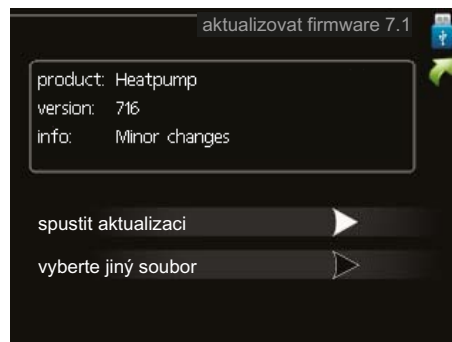 aktualizovat firmware 7.1
product: Heatpump
version: 716
info: Minor changes
spustit aktualizaci
vyberte jiný soubor